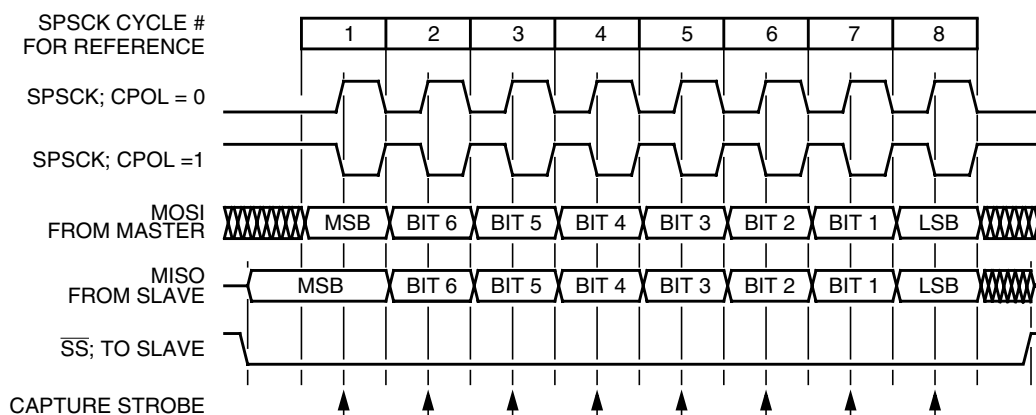 SPSCK CYCLE #
FOR REFERENCE
1 2 3 4 5 6 7 8
SPSCK; CPOL = 0
SPSCK; CPOL =1
MOSI
FROM MASTER
MSB BIT 6 BIT 5 BIT 4 BIT 3 BIT 2 BIT 1 LSB
MISO
FROM SLAVE
MSB BIT 6 BIT 5 BIT 4 BIT 3 BIT 2 BIT 1 LSB
SS; TO SLAVE
CAPTURE STROBE